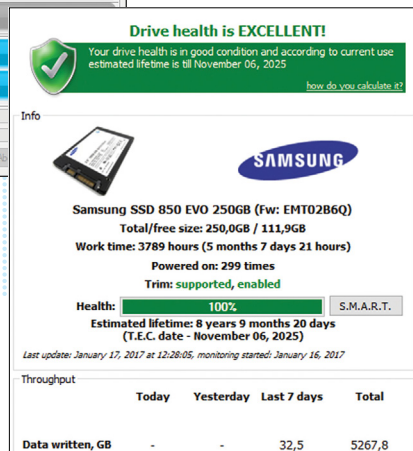 Drive health is EXCELLENT!
Your drive health is in good condition and according to current use
estimated lifetime is till November 06, 2025
how do you calculate it?
Info
SAMSUNG
Samsung SSD 850 EVO 250GB (Fw: EMT02B6Q)
Total/free size: 250,0GB / 111,9GB
Work time: 3789 hours (5 months 7 days 21 hours)
Powered on: 299 times
Trim: supported, enabled
Health: 100% S.M.A.R.T.
Estimated lifetime: 8 years 9 months 20 days
(T.E.C. date - November 06, 2025)
Last update: January 17, 2017 at 12:28:05, monitoring started: January 16, 2017
Throughput
Today Yesterday Last 7 days Total
Data written, GB - - 32,5 5267,8